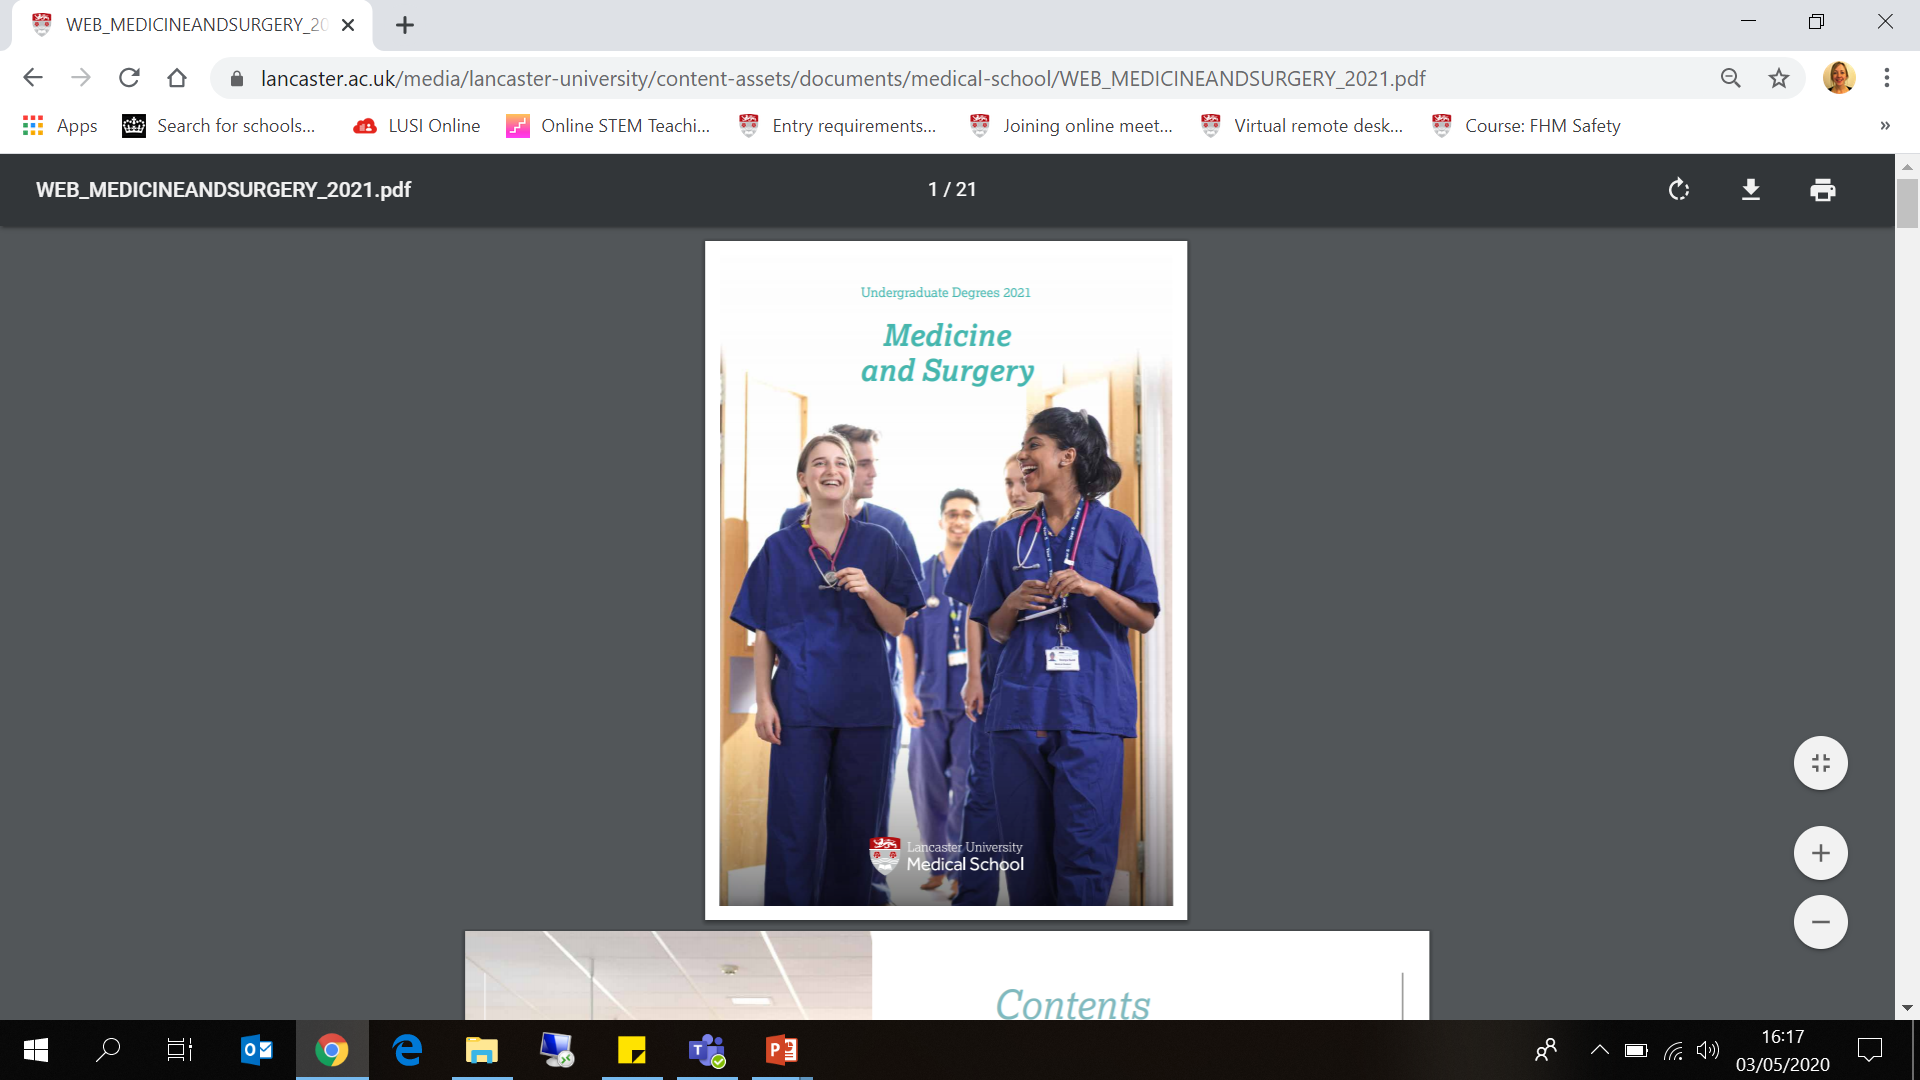 WEB_MEDICINEANDSURGERY_20
lancaster.ac.uk/media/lancaster-university/content-assets/documents/medical-school/WEB_MEDICINEANDSURGERY_2021.pdf
Apps Search for schools... LUSI Online Online STEM Teachi... Entry requirements... Joining online meet... Virtual remote desk... Course: FHM Safety »
WEB_MEDICINEANDSURGERY_2021.pdf 1 / 21
Undergraduate Degrees 2021
Medicine
and Surgery
Lancaster University
Medical School
Contents
16:17
03/05/2020